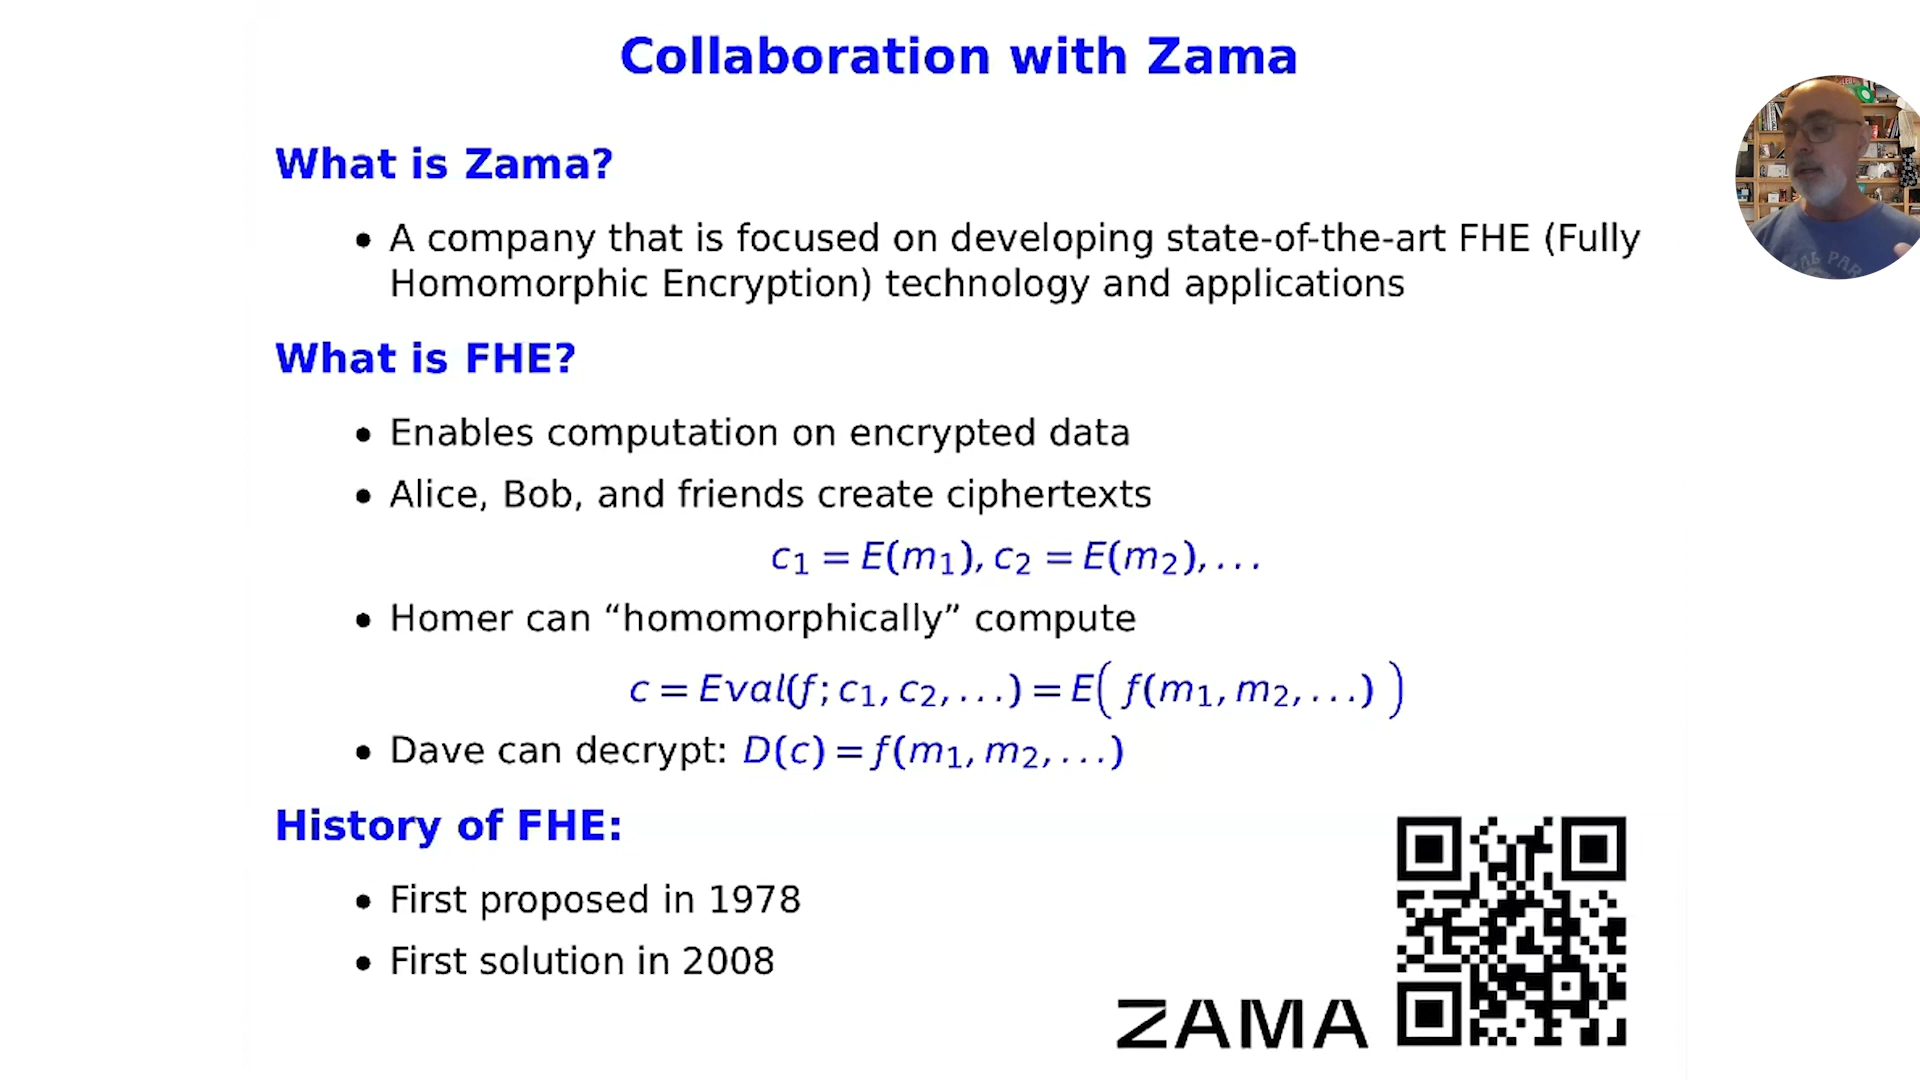 Collaboration with Zama
What is Zama?
• A company that is focused on developing state-of-the-art FHE (Fully
Homomorphic Encryption) technology and applications
What is FHE?
• Enables computation on encrypted data
• Alice, Bob, and friends create ciphertexts
c₁ = E(m₁), c₂ = E(m₂), . . .
• Homer can “homomorphically” compute
c = Eval(f; c₁, c₂, . . .) = E( f(m₁, m₂, . . .) )
• Dave can decrypt: D(c) = f(m₁, m₂, . . .)
History of FHE:
• First proposed in 1978
• First solution in 2008
ZAMA